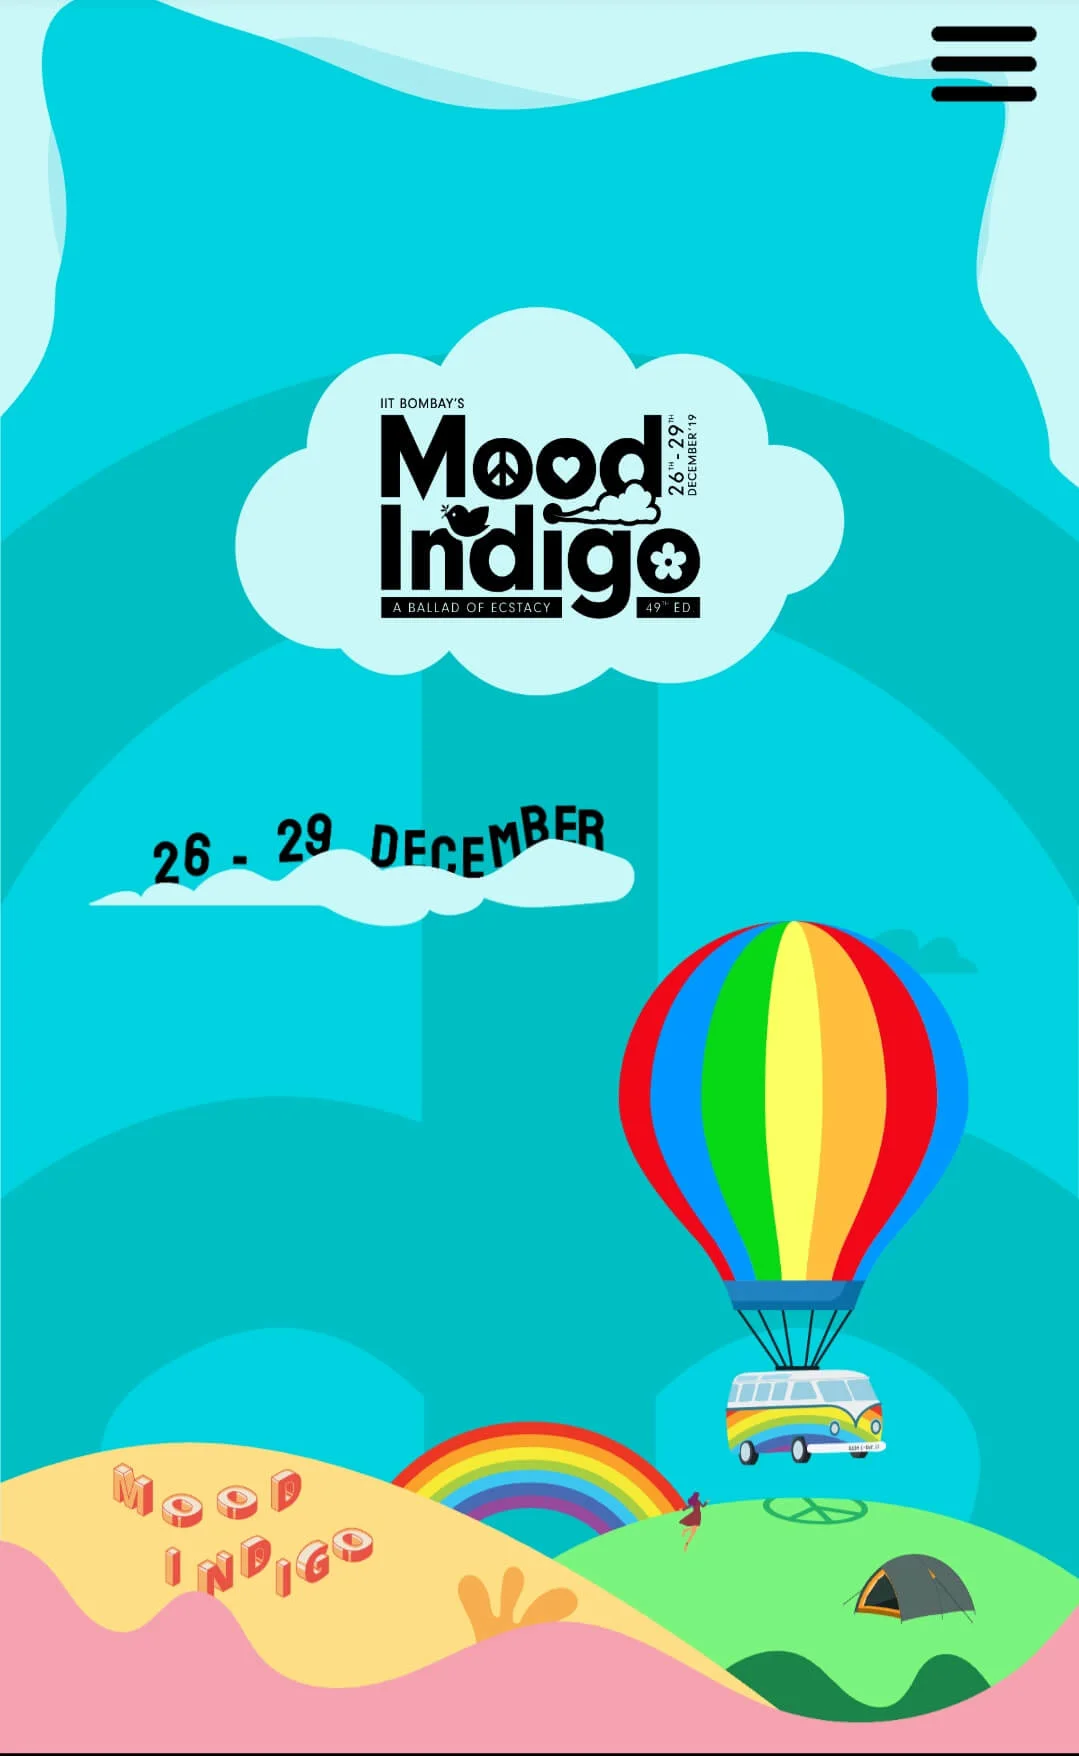 IIT BOMBAY'S
Mood
26TH - 29TH
DECEMBER'19
Indigo
A BALLAD OF ECSTACY
49TH ED
26 - 29 DECEMBER
MOOD
INDIGO